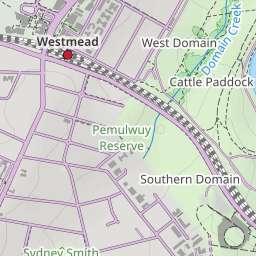 Westmead
West Domain
Domain Creek
Cattle Paddock
Pemulwuy
Reserve
Southern Domain
Sydney Smith